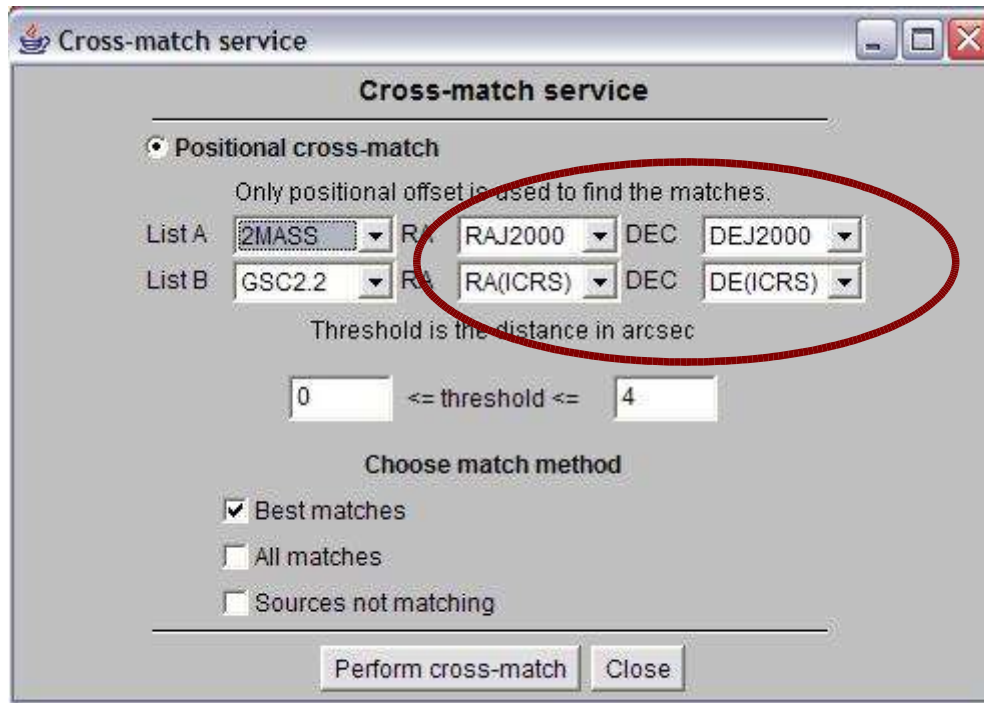 Cross-match service
Cross-match service
Positional cross-match
Only positional offset is used to find the matches.
List A 2MASS RA RAJ2000 DEC DEJ2000
List B GSC2.2 RA RA(ICRS) DEC DE(ICRS)
Threshold is the distance in arcsec
0 <= threshold <= 4
Choose match method
Best matches
All matches
Sources not matching
Perform cross-match Close